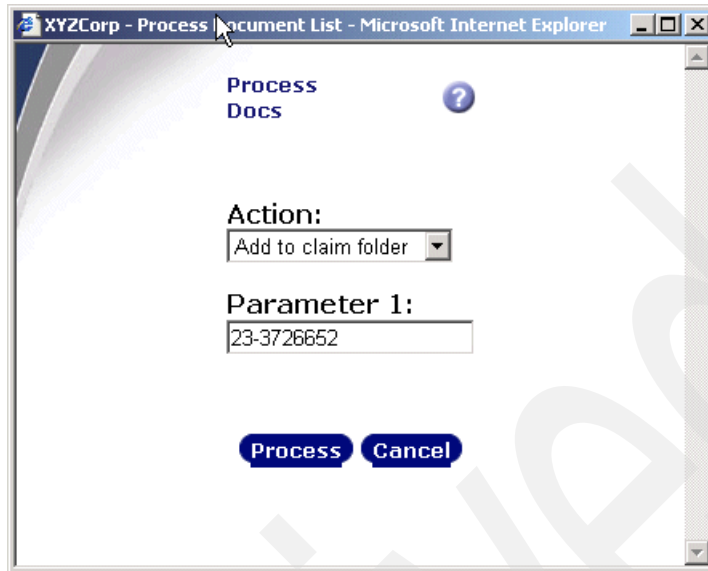 XYZCorp - Process Document List - Microsoft Internet Explorer
Process
Docs
?
Action:
Add to claim folder
Parameter 1:
23-3726652
Process Cancel